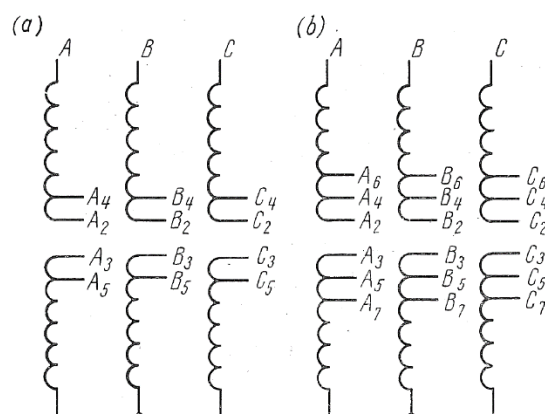 (a) (b)
A B C A B C
A6 B6 C6
A4 B4 C4 A4 B4 C4
A2 B2 C2 A2 B2 C2
A3 B3 C3 A3 B3 C3
A5 B5 C5 A5 B5 C5
A7 B7 C7